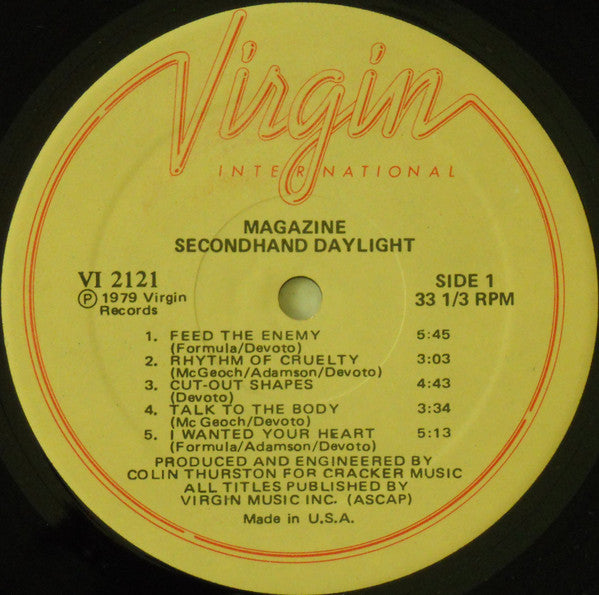 Virgin
INTERNATIONAL
MAGAZINE
SECONDHAND DAYLIGHT
VI 2121
SIDE 1
℗ 1979 Virgin
Records
33 1/3 RPM
1. FEED THE ENEMY 5:45
(Formula/Devoto)
2. RHYTHM OF CRUELTY 3:03
(McGeoch/Adamson/Devoto)
3. CUT-OUT SHAPES 4:43
(Devoto)
4. TALK TO THE BODY 3:34
(Mc Geoch/Devoto)
5. I WANTED YOUR HEART 5:13
(Formula/Adamson/Devoto)
PRODUCED AND ENGINEERED BY
COLIN THURSTON FOR CRACKER MUSIC
ALL TITLES PUBLISHED BY
VIRGIN MUSIC INC. (ASCAP)
Made in U.S.A.